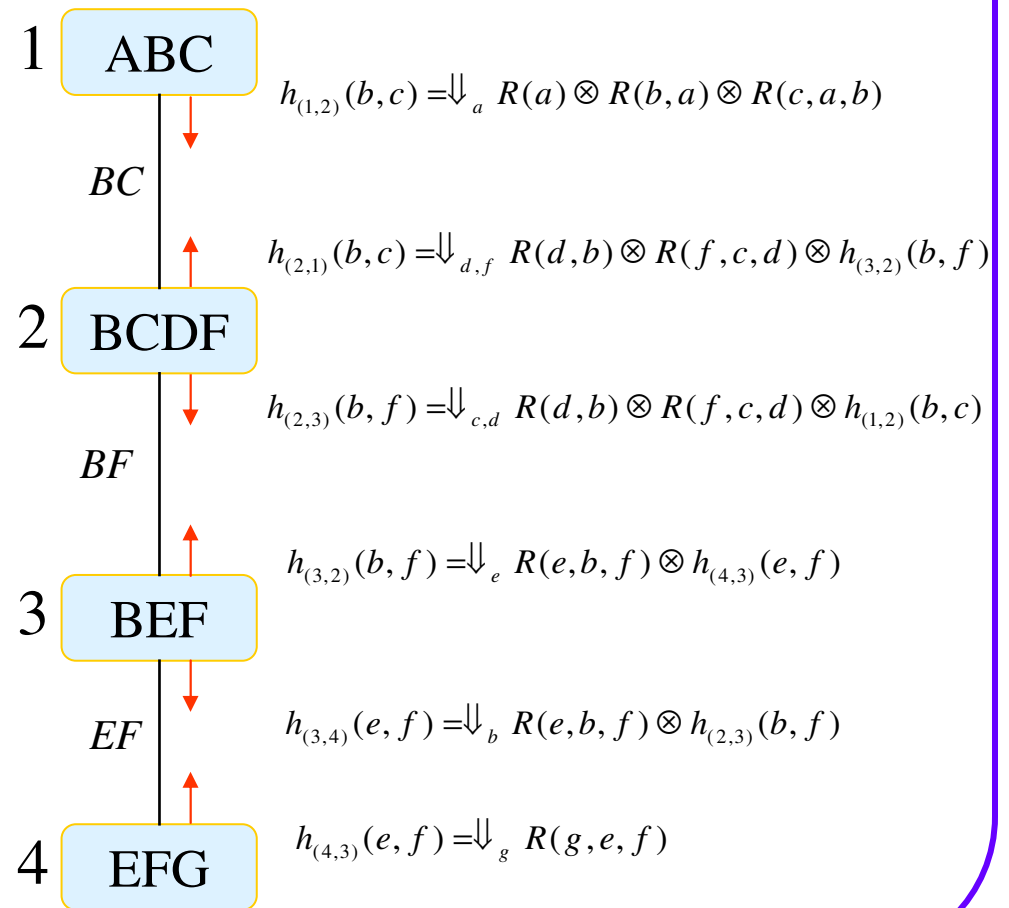 1 ABC
h(1,2)(b,c) =⇓a R(a) ⊗ R(b,a) ⊗ R(c,a,b)
BC
h(2,1)(b,c) =⇓d,f R(d,b) ⊗ R(f,c,d) ⊗ h(3,2)(b,f)
2 BCDF
h(2,3)(b,f) =⇓c,d R(d,b) ⊗ R(f,c,d) ⊗ h(1,2)(b,c)
BF
h(3,2)(b,f) =⇓e R(e,b,f) ⊗ h(4,3)(e,f)
3 BEF
h(3,4)(e,f) =⇓b R(e,b,f) ⊗ h(2,3)(b,f)
EF
h(4,3)(e,f) =⇓g R(g,e,f)
4 EFG